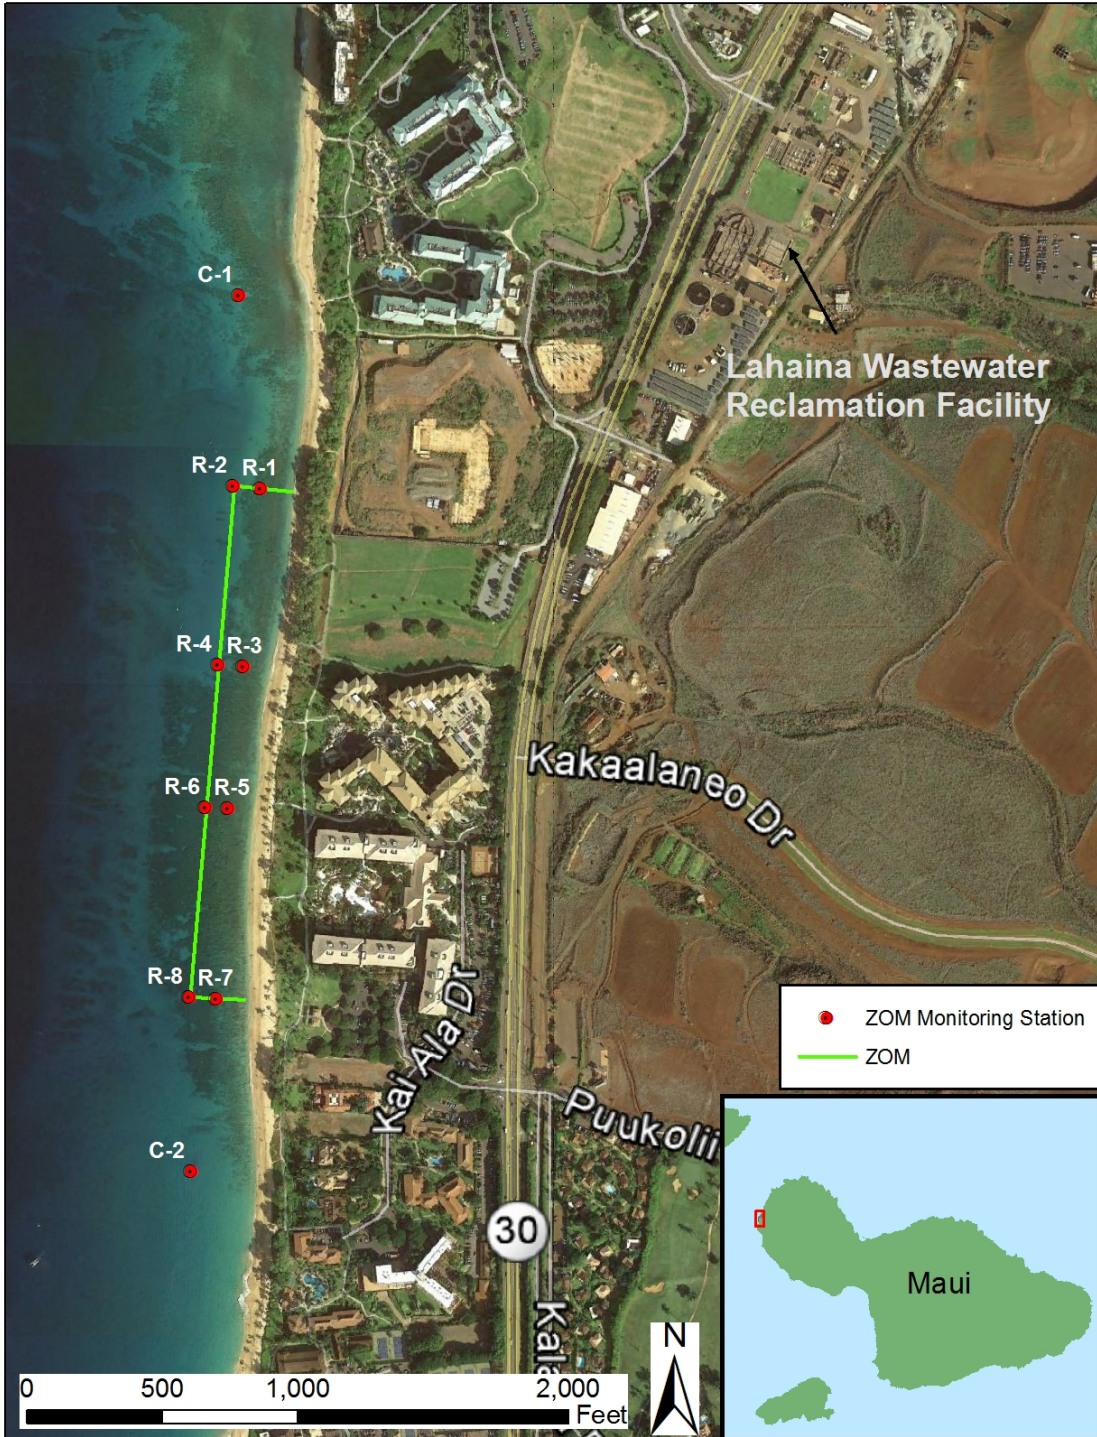 C-1
Lahaina Wastewater
Reclamation Facility
R-2 R-1
R-4 R-3
Kakaalaneo Dr
R-6 R-5
R-8 R-7
Kai Ala Dr
ZOM Monitoring Station
ZOM
Puukolii
C-2
30
Maui
Kala
N
0 500 1,000 2,000
Feet